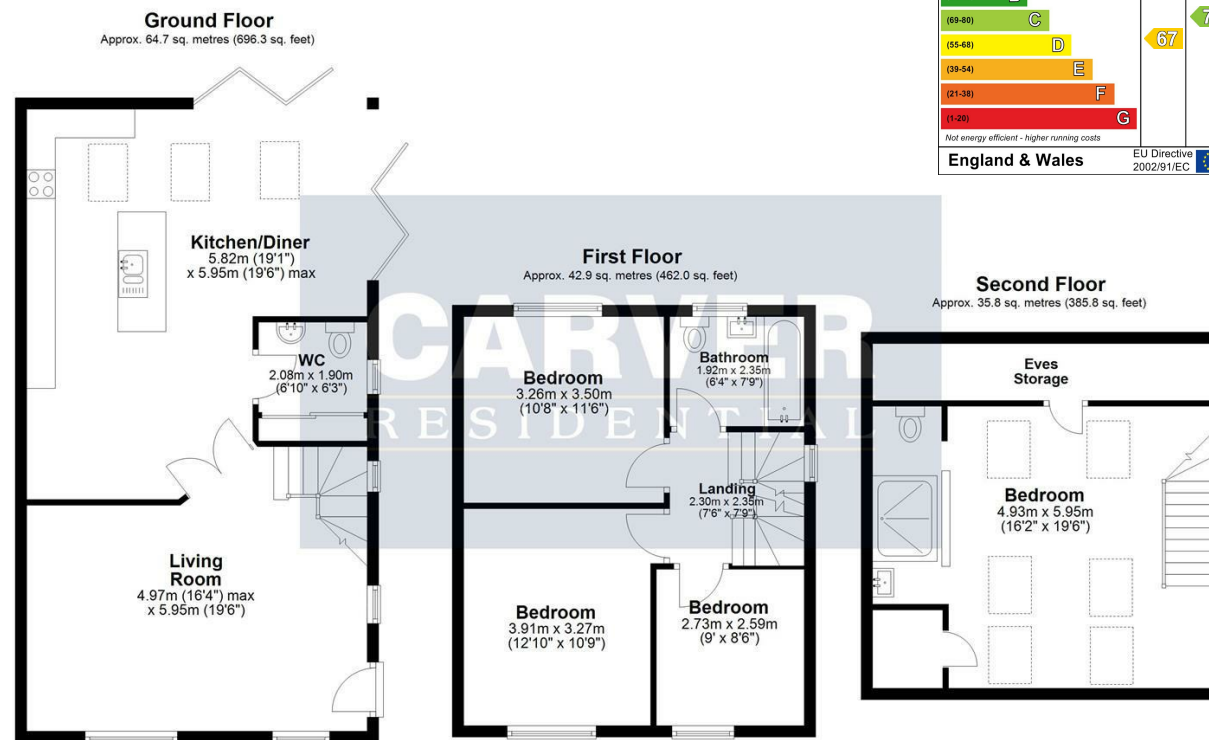 Ground Floor
Approx. 64.7 sq. metres (696.3 sq. feet)
Kitchen/Diner
5.82m (19'1")
x 5.95m (19'6") max
WC
2.08m x 1.90m
(6'10" x 6'3")
Living
Room
4.97m (16'4") max
x 5.95m (19'6")
First Floor
Approx. 42.9 sq. metres (462.0 sq. feet)
Bedroom
3.26m x 3.50m
(10'8" x 11'6")
Bathroom
1.92m x 2.35m
(6'4" x 7'9")
Landing
2.30m x 2.35m
(7'6" x 7'9")
Bedroom
3.91m x 3.27m
(12'10" x 10'9")
Bedroom
2.73m x 2.59m
(9' x 8'6")
CARVER
RESIDENTIAL
Second Floor
Approx. 35.8 sq. metres (385.8 sq. feet)
Eves
Storage
Bedroom
4.93m x 5.95m
(16'2" x 19'6")
(69-80) C
(55-68) D 67
(39-54) E
(21-38) F
(1-20) G
Not energy efficient - higher running costs
England & Wales
EU Directive
2002/91/EC